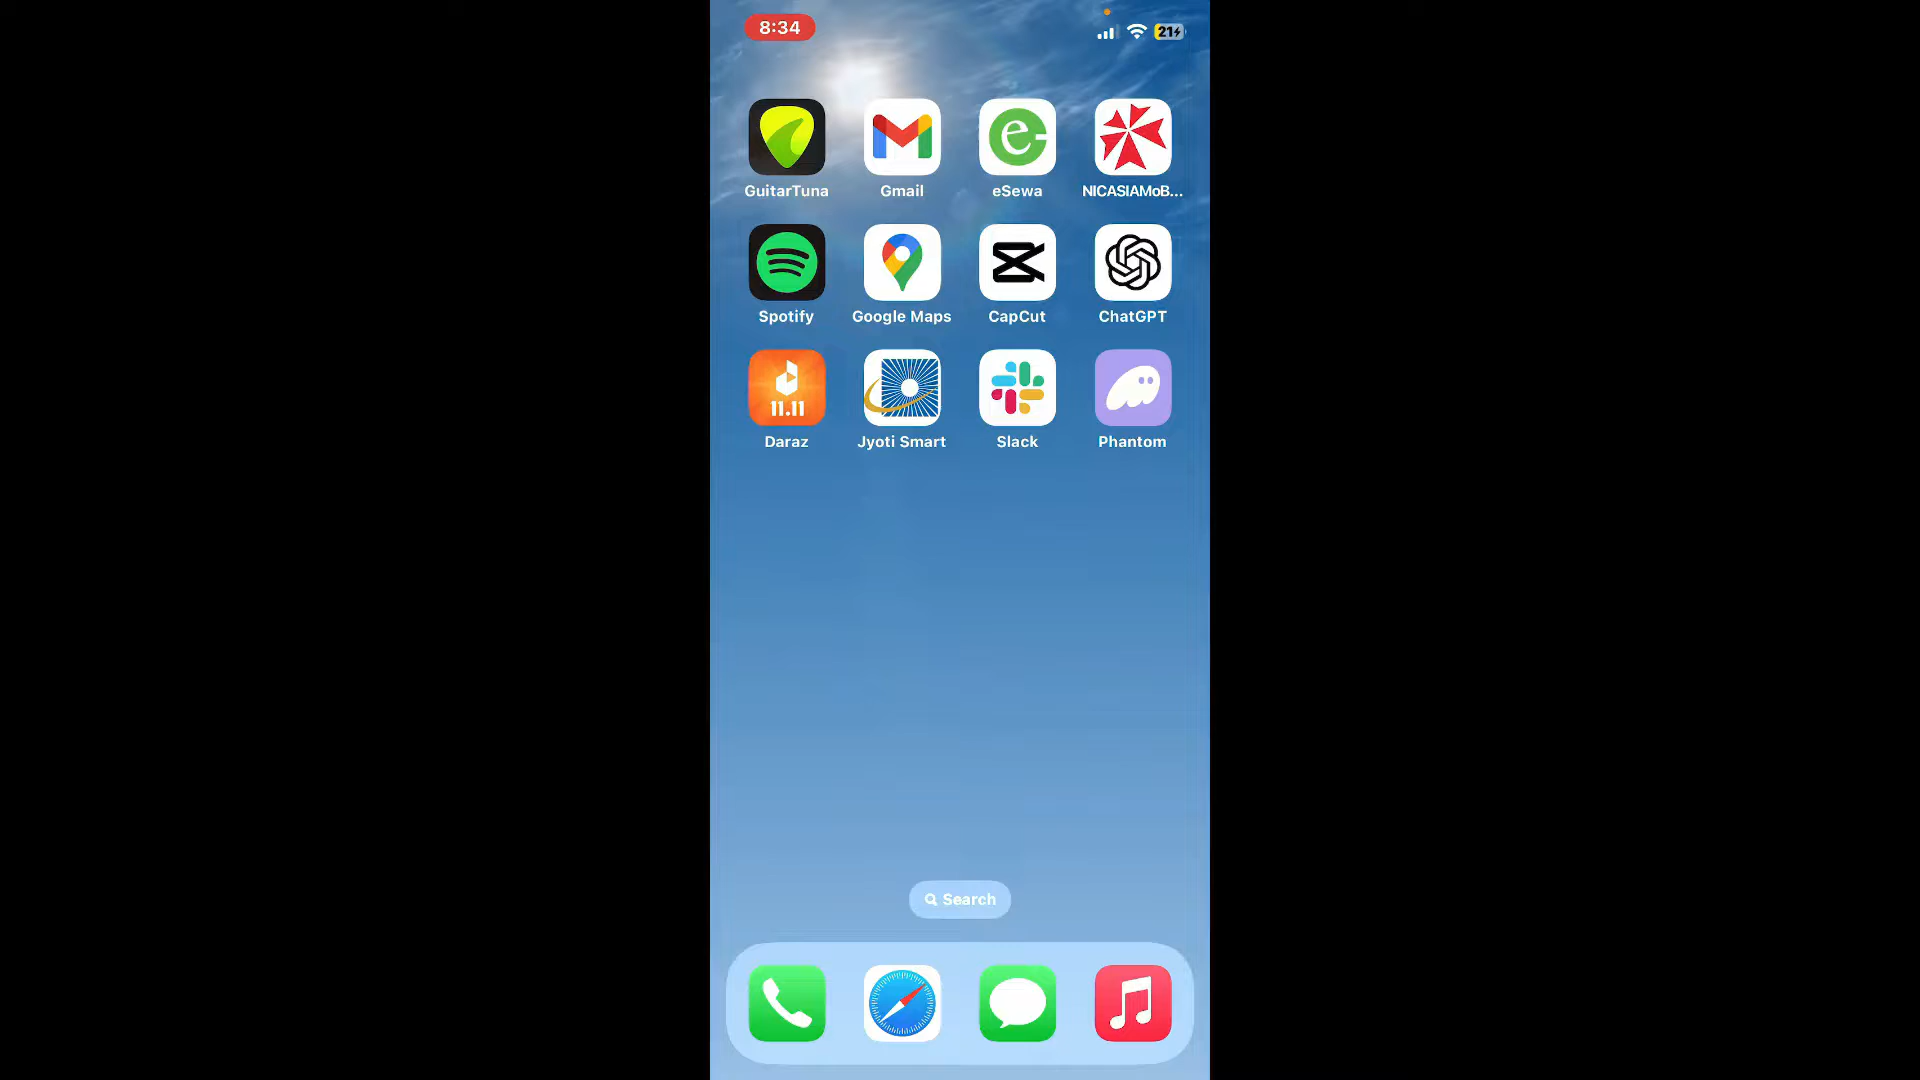 8:34
21
GuitarTuna Gmail eSewa NICASIAMoB...
Spotify Google Maps CapCut ChatGPT
11.11
Daraz Jyoti Smart Slack Phantom
Search